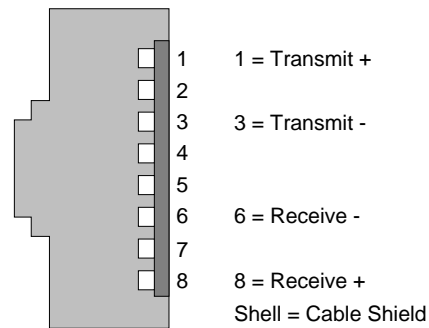 1 1 = Transmit +
2
3 3 = Transmit -
4
5
6 6 = Receive -
7
8 8 = Receive +
Shell = Cable Shield